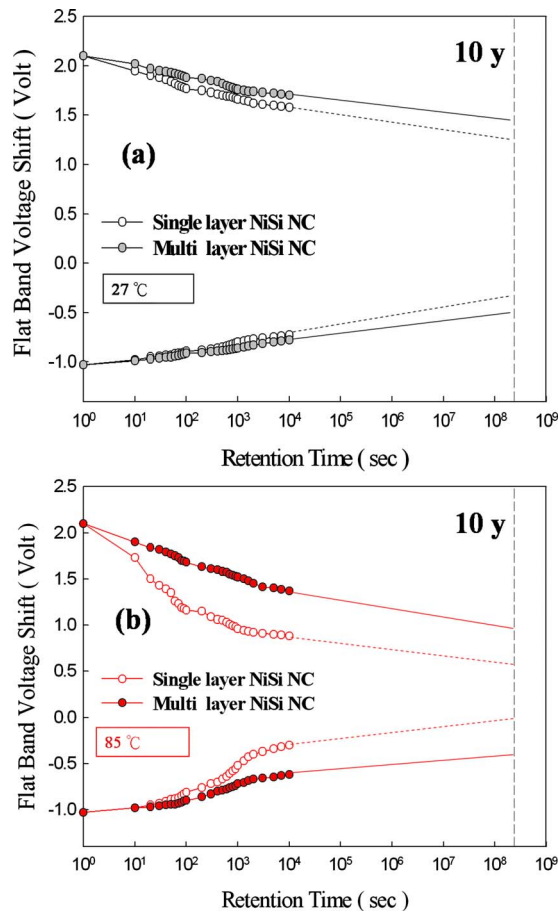 2.5
10 y
2.0
1.5
(a)
1.0
Flat Band Voltage Shift ( Volt )
0.5
Single layer NiSi NC
Multi layer NiSi NC
0.0
27 ℃
-0.5
-1.0
10⁰ 10¹ 10² 10³ 10⁴ 10⁵ 10⁶ 10⁷ 10⁸ 10⁹
Retention Time ( sec )
2.5
10 y
2.0
1.5
(b)
1.0
Flat Band Voltage Shift ( Volt )
0.5
Single layer NiSi NC
Multi layer NiSi NC
0.0
85 ℃
-0.5
-1.0
10⁰ 10¹ 10² 10³ 10⁴ 10⁵ 10⁶ 10⁷ 10⁸ 10⁹
Retention Time ( sec )